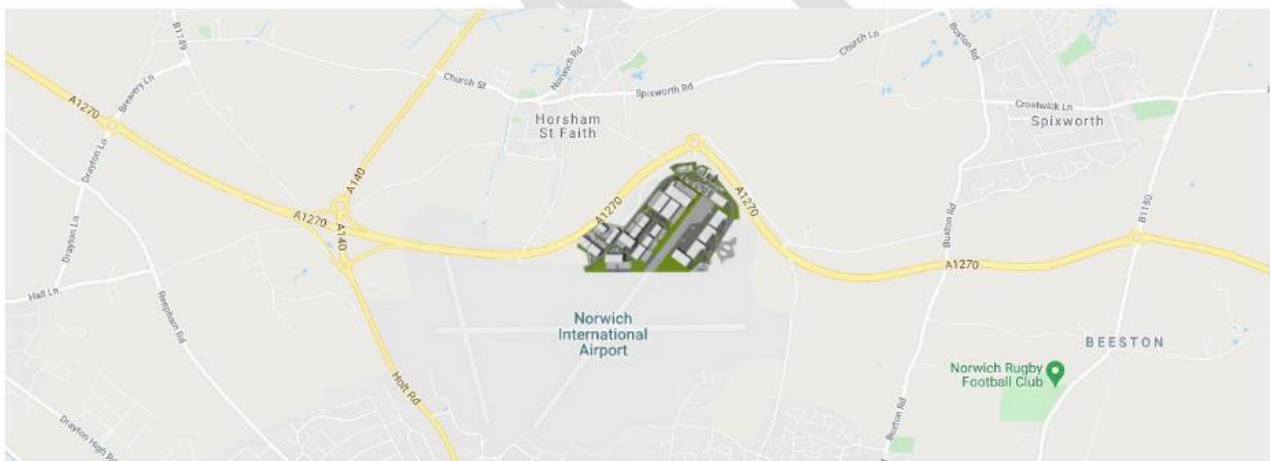 B1149
Norwich Rd
Church Ln
Buxton Rd
Brewery Ln
A1270
Church St
Spixworth Rd
Crostwick Ln
Horsham
St Faith
Spixworth
Drayton Ln
A140
A1270
A1270
A1270
B1150
Drayton Ln
A140
Buxton Rd
A1270
Hall Ln
Reepham Rd
Norwich
International
Airport
BEESTON
Norwich Rugby
Football Club
Holt Rd
Buxton Rd
Drayton High Rd